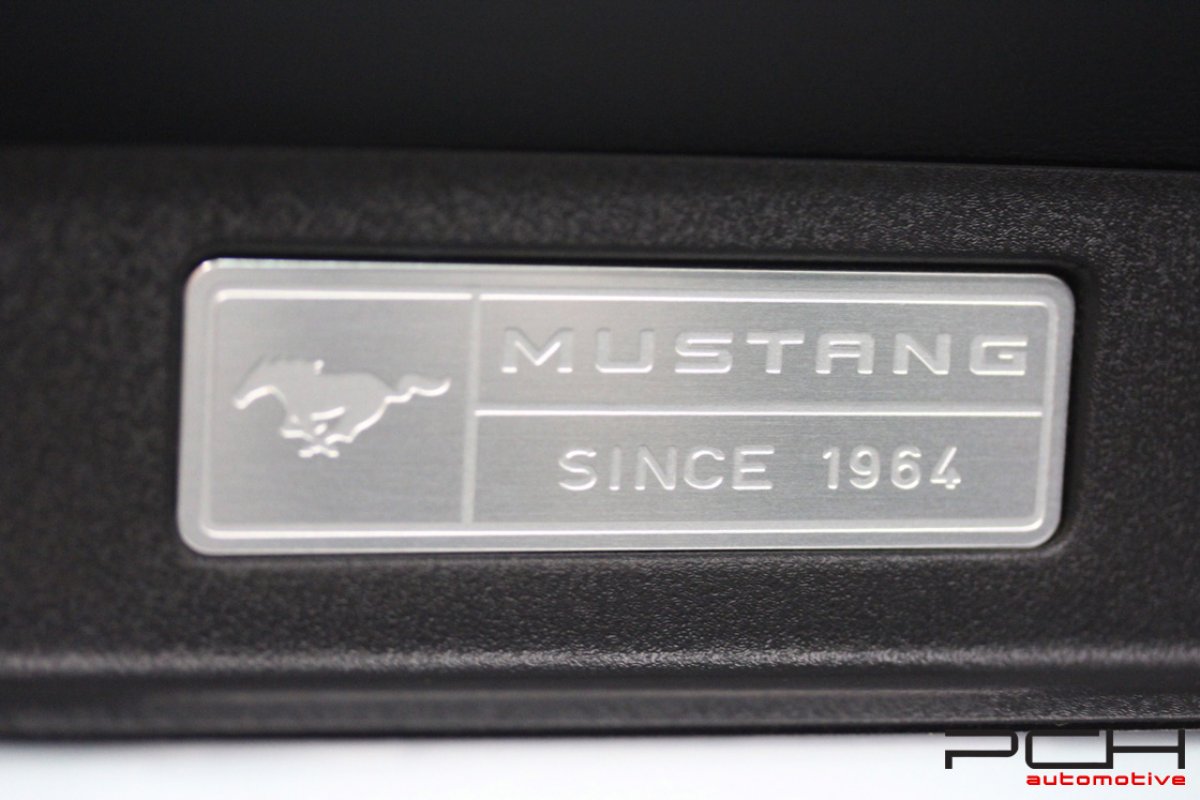 MUSTANG
SINCE 1964
PCH
automotive